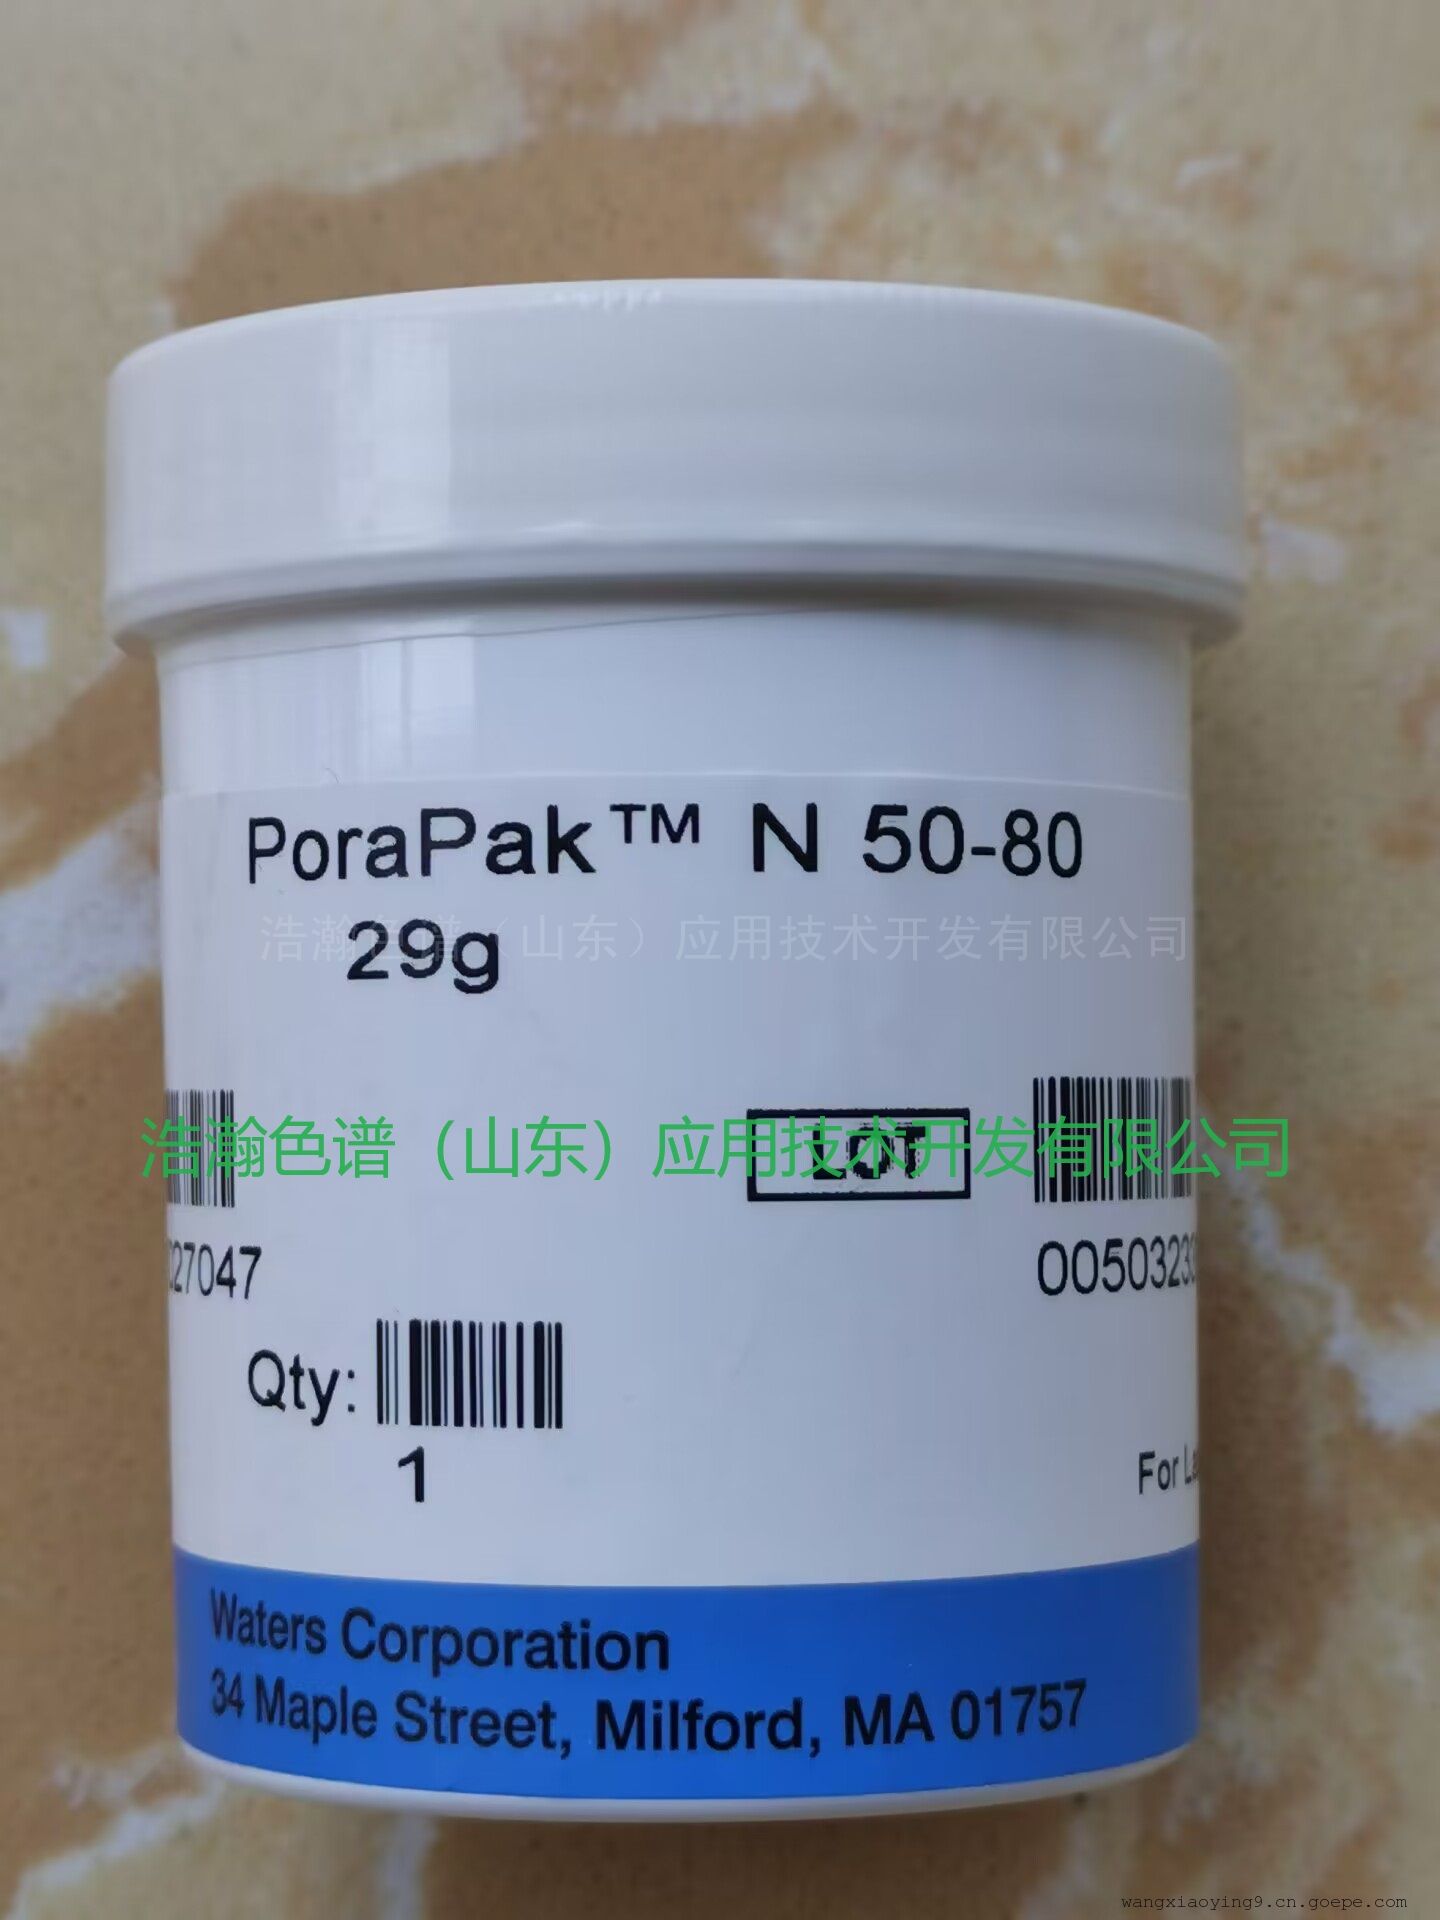 PoraPak™ N 50-80
29g
浩瀚色谱（山东）应用技术开发有限公司
浩瀚色谱（山东）应用技术开发有限公司
LOT
27047
0050323
Qty:
1
For
Waters Corporation
34 Maple Street, Milford, MA 01757
wangxiaoying9.cn.goepe.com